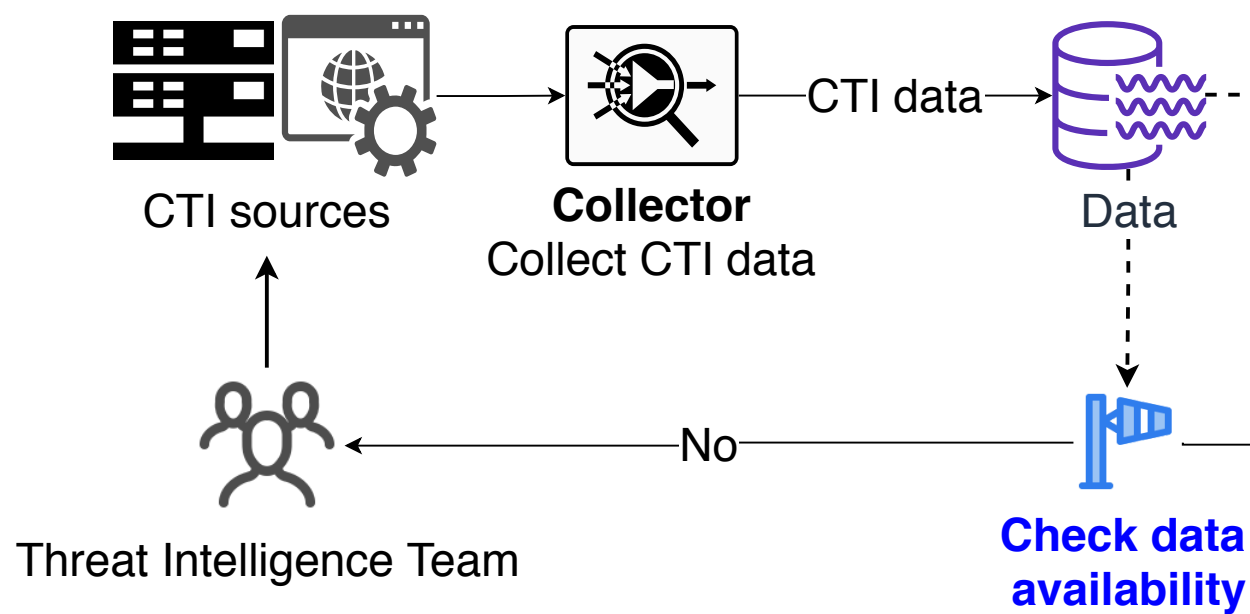 CTI data
CTI sources
Collector
Collect CTI data
Data
No
Threat Intelligence Team
Check data
availability